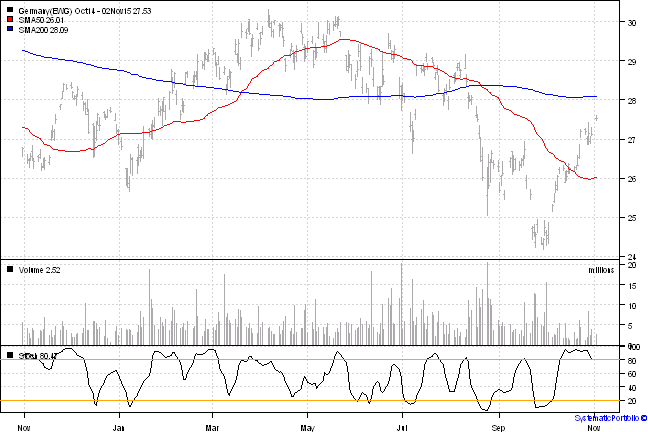 Germany(EWG) Oct14 - 02Nov15 27.53
SMA50 26.01
SMA200 28.09
30
29
28
27
26
25
24
Volume 2.52
millions
20
15
10
5
0
100
80
60
40
20
Nov Jan Mar May Jul Sep Nov
SystematicPortfolio ©